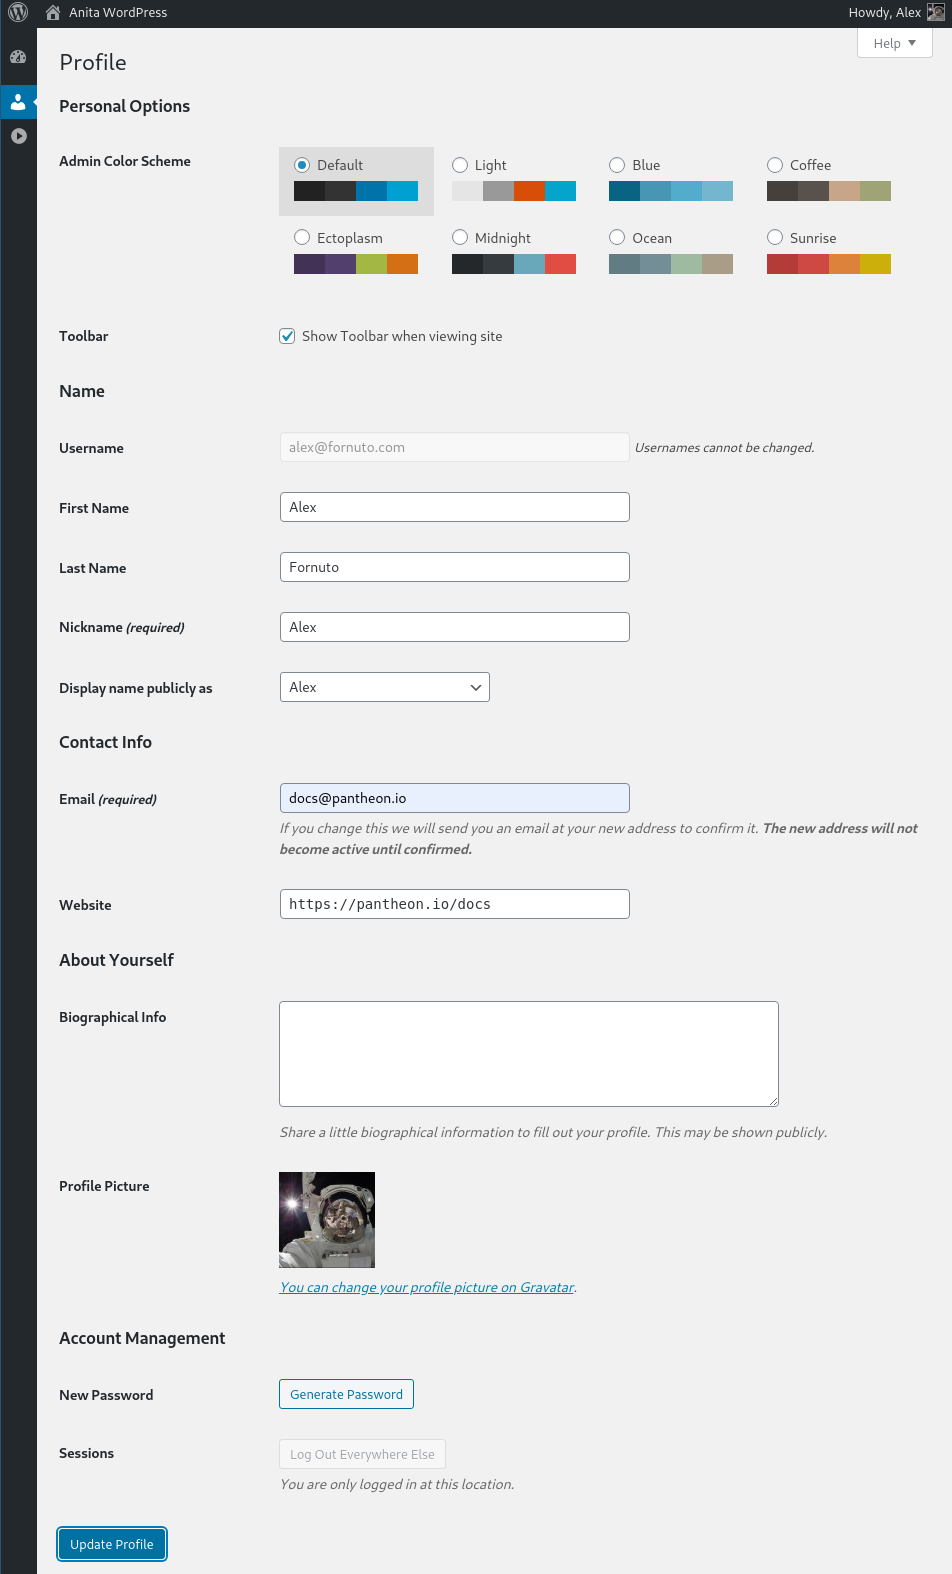 Anita WordPress
Howdy, Alex
Help
Profile
Personal Options
Admin Color Scheme
Default
Light
Blue
Coffee
Ectoplasm
Midnight
Ocean
Sunrise
Toolbar
Show Toolbar when viewing site
Name
Username
alex@fornuto.com
Usernames cannot be changed.
First Name
Alex
Last Name
Fornuto
Nickname (required)
Alex
Display name publicly as
Alex
Contact Info
Email (required)
docs@pantheon.io
If you change this we will send you an email at your new address to confirm it. The new address will not
become active until confirmed.
Website
https://pantheon.io/docs
About Yourself
Biographical Info
Share a little biographical information to fill out your profile. This may be shown publicly.
Profile Picture
You can change your profile picture on Gravatar.
Account Management
New Password
Generate Password
Sessions
Log Out Everywhere Else
You are only logged in at this location.
Update Profile